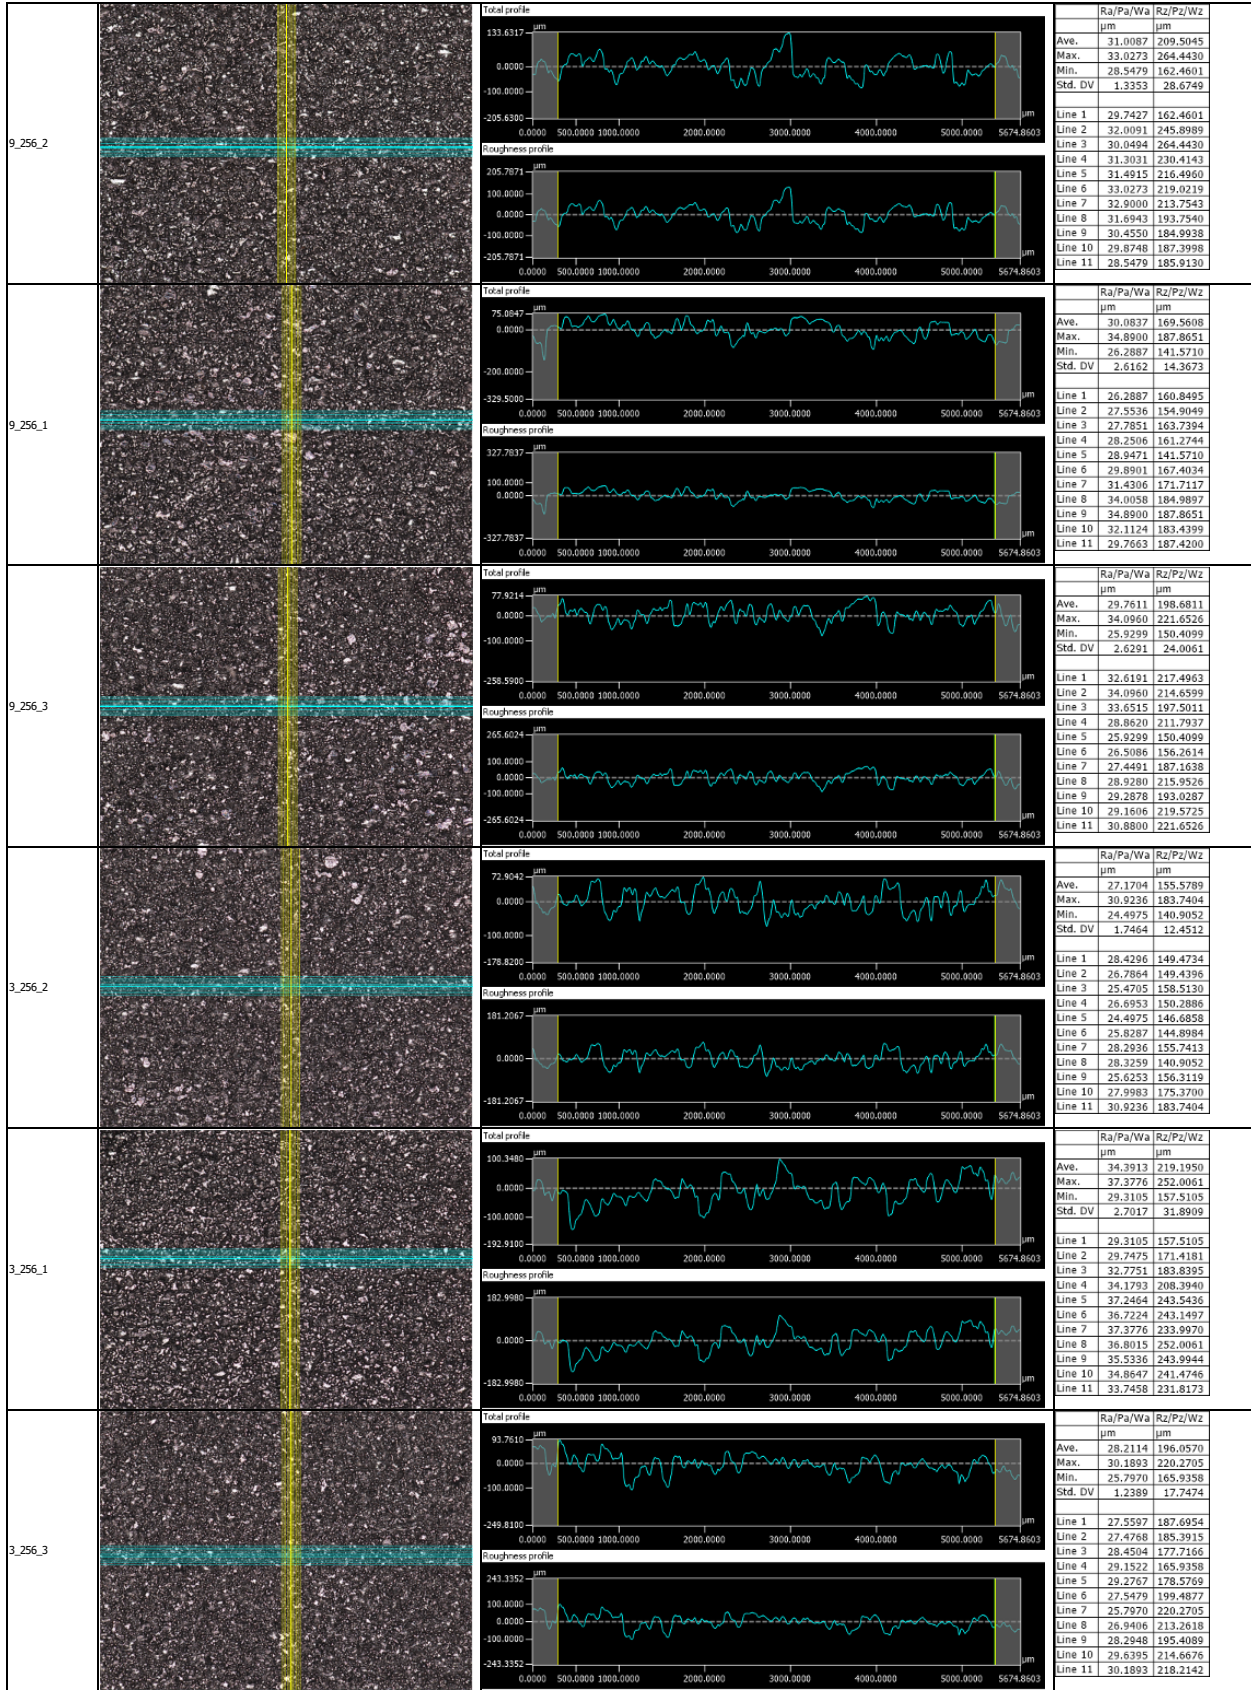 9_256_2
Total profile
µm
133.6317
0.0000
-100.0000
-205.6300
µm
0.0000 500.0000 1000.0000 2000.0000 3000.0000 4000.0000 5000.0000 5674.8603
Roughness profile
µm
205.7871
100.0000
0.0000
-100.0000
-205.7871
µm
0.0000 500.0000 1000.0000 2000.0000 3000.0000 4000.0000 5000.0000 5674.8603
Ra/Pa/Wa Rz/Pz/Wz
µm µm
Ave. 31.0087 209.5045
Max. 33.0273 264.4430
Min. 28.5479 162.4601
Std. DV 1.3353 28.6749
Line 1 29.7427 162.4601
Line 2 32.0091 245.8989
Line 3 30.0494 264.4430
Line 4 31.3031 230.4143
Line 5 31.4915 216.4960
Line 6 33.0273 219.0219
Line 7 32.9000 213.7543
Line 8 31.6943 193.7540
Line 9 30.4550 184.9938
Line 10 29.8748 187.3998
Line 11 28.5479 185.9130
9_256_1
Total profile
µm
75.0847
0.0000
-200.0000
-329.5000
µm
0.0000 500.0000 1000.0000 2000.0000 3000.0000 4000.0000 5000.0000 5674.8603
Roughness profile
µm
327.7837
100.0000
0.0000
-327.7837
µm
0.0000 500.0000 1000.0000 2000.0000 3000.0000 4000.0000 5000.0000 5674.8603
Ra/Pa/Wa Rz/Pz/Wz
µm µm
Ave. 30.0837 169.5608
Max. 34.8900 187.8651
Min. 26.2887 141.5710
Std. DV 2.6162 14.3673
Line 1 26.2887 160.8495
Line 2 27.5536 154.9049
Line 3 27.7851 163.7394
Line 4 28.2506 161.2744
Line 5 28.9471 141.5710
Line 6 29.8901 167.4034
Line 7 31.4306 171.7117
Line 8 34.0058 184.9897
Line 9 34.8900 187.8651
Line 10 32.1124 183.4399
Line 11 29.7663 187.4200
9_256_3
Total profile
µm
77.9214
0.0000
-100.0000
-258.5900
µm
0.0000 500.0000 1000.0000 2000.0000 3000.0000 4000.0000 5000.0000 5674.8603
Roughness profile
µm
265.6024
100.0000
0.0000
-100.0000
-265.6024
µm
0.0000 500.0000 1000.0000 2000.0000 3000.0000 4000.0000 5000.0000 5674.8603
Ra/Pa/Wa Rz/Pz/Wz
µm µm
Ave. 29.7611 198.6811
Max. 34.0960 221.6526
Min. 25.9299 150.4099
Std. DV 2.6291 24.0061
Line 1 32.6191 217.4963
Line 2 34.0960 214.6599
Line 3 33.6515 197.5011
Line 4 28.8620 211.7937
Line 5 25.9299 150.4099
Line 6 26.5086 156.2614
Line 7 27.4491 187.1638
Line 8 28.9280 215.9526
Line 9 29.2878 193.0287
Line 10 29.1606 219.5725
Line 11 30.8800 221.6526
3_256_2
Total profile
µm
72.9042
0.0000
-100.0000
-178.8200
µm
0.0000 500.0000 1000.0000 2000.0000 3000.0000 4000.0000 5000.0000 5674.8603
Roughness profile
µm
181.2067
0.0000
-181.2067
µm
0.0000 500.0000 1000.0000 2000.0000 3000.0000 4000.0000 5000.0000 5674.8603
Ra/Pa/Wa Rz/Pz/Wz
µm µm
Ave. 27.1704 155.5789
Max. 30.9236 183.7404
Min. 24.4975 140.9052
Std. DV 1.7464 12.4512
Line 1 28.4296 149.4734
Line 2 26.7864 149.4396
Line 3 25.4705 158.5130
Line 4 26.6953 150.2886
Line 5 24.4975 146.6858
Line 6 25.8287 144.8984
Line 7 28.2936 155.7413
Line 8 28.3259 140.9052
Line 9 25.6253 156.3119
Line 10 27.9983 175.3700
Line 11 30.9236 183.7404
3_256_1
Total profile
µm
100.3480
0.0000
-100.0000
-192.9100
µm
0.0000 500.0000 1000.0000 2000.0000 3000.0000 4000.0000 5000.0000 5674.8603
Roughness profile
µm
182.9980
0.0000
-182.9980
µm
0.0000 500.0000 1000.0000 2000.0000 3000.0000 4000.0000 5000.0000 5674.8603
Ra/Pa/Wa Rz/Pz/Wz
µm µm
Ave. 34.3913 219.1950
Max. 37.3776 252.0061
Min. 29.3105 157.5105
Std. DV 2.7017 31.8909
Line 1 29.3105 157.5105
Line 2 29.7475 171.4181
Line 3 32.7751 183.8395
Line 4 34.1793 208.3940
Line 5 37.2464 243.5436
Line 6 36.7224 243.1497
Line 7 37.3776 233.9970
Line 8 36.8015 252.0061
Line 9 35.5336 243.9944
Line 10 34.8647 241.4746
Line 11 33.7458 231.8173
3_256_3
Total profile
µm
93.7610
0.0000
-100.0000
-249.8100
µm
0.0000 500.0000 1000.0000 2000.0000 3000.0000 4000.0000 5000.0000 5674.8603
Roughness profile
µm
243.3352
100.0000
0.0000
-100.0000
-243.3352
µm
0.0000 500.0000 1000.0000 2000.0000 3000.0000 4000.0000 5000.0000 5674.8603
Ra/Pa/Wa Rz/Pz/Wz
µm µm
Ave. 28.2114 196.0570
Max. 30.1893 220.2705
Min. 25.7970 165.9358
Std. DV 1.2389 17.7474
Line 1 27.5597 187.6954
Line 2 27.4768 185.3915
Line 3 28.4504 177.7166
Line 4 29.1522 165.9358
Line 5 29.2767 178.5769
Line 6 27.5479 199.4877
Line 7 25.7970 220.2705
Line 8 26.9406 213.2618
Line 9 28.2948 195.4089
Line 10 29.6395 214.6676
Line 11 30.1893 218.2142